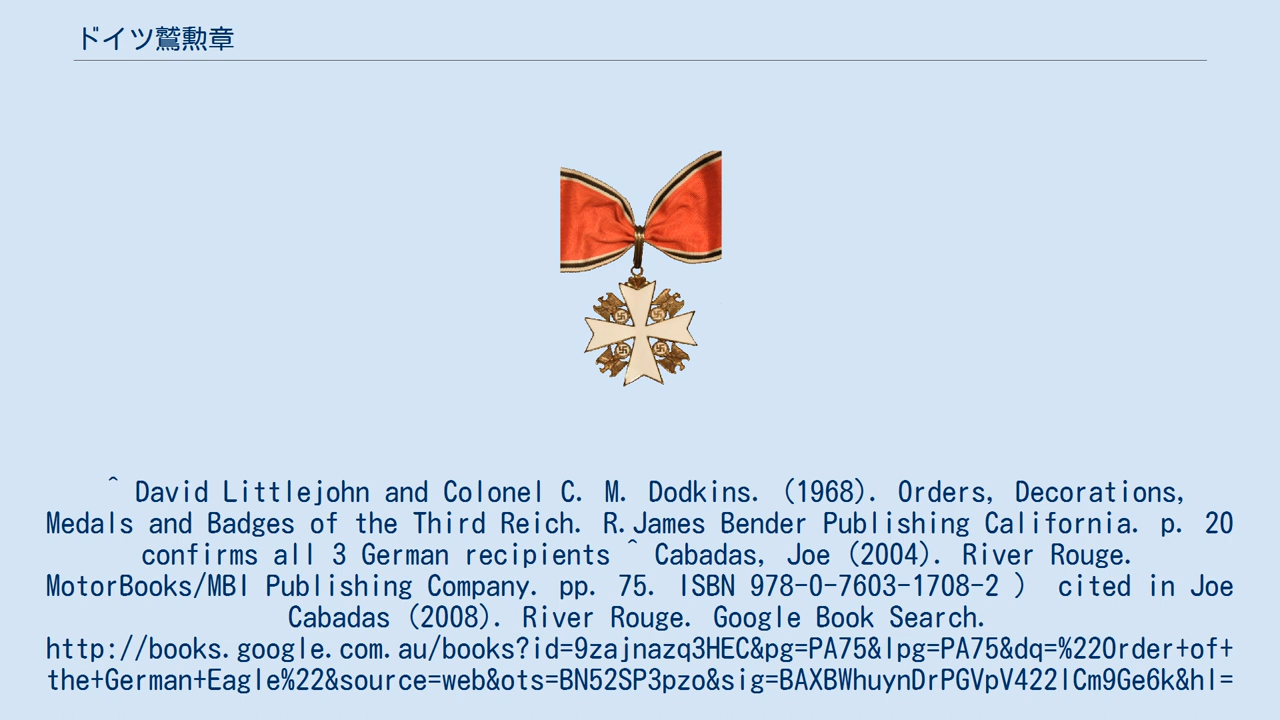 ドイツ鷲勲章
^ David Littlejohn and Colonel C. M. Dodkins. (1968). Orders, Decorations,
Medals and Badges of the Third Reich. R.James Bender Publishing California. p. 20
confirms all 3 German recipients ^ Cabadas, Joe (2004). River Rouge.
MotorBooks/MBI Publishing Company. pp. 75. ISBN 978-0-7603-1708-2 ) cited in Joe
Cabadas (2008). River Rouge. Google Book Search.
http://books.google.com.au/books?id=9zajnazq3HEC&pg=PA75&lpg=PA75&dq=%22Order+of+
the+German+Eagle%22&source=web&ots=BN52SP3pzo&sig=BAXBWhuynDrPGVpV422lCm9Ge6k&hl=